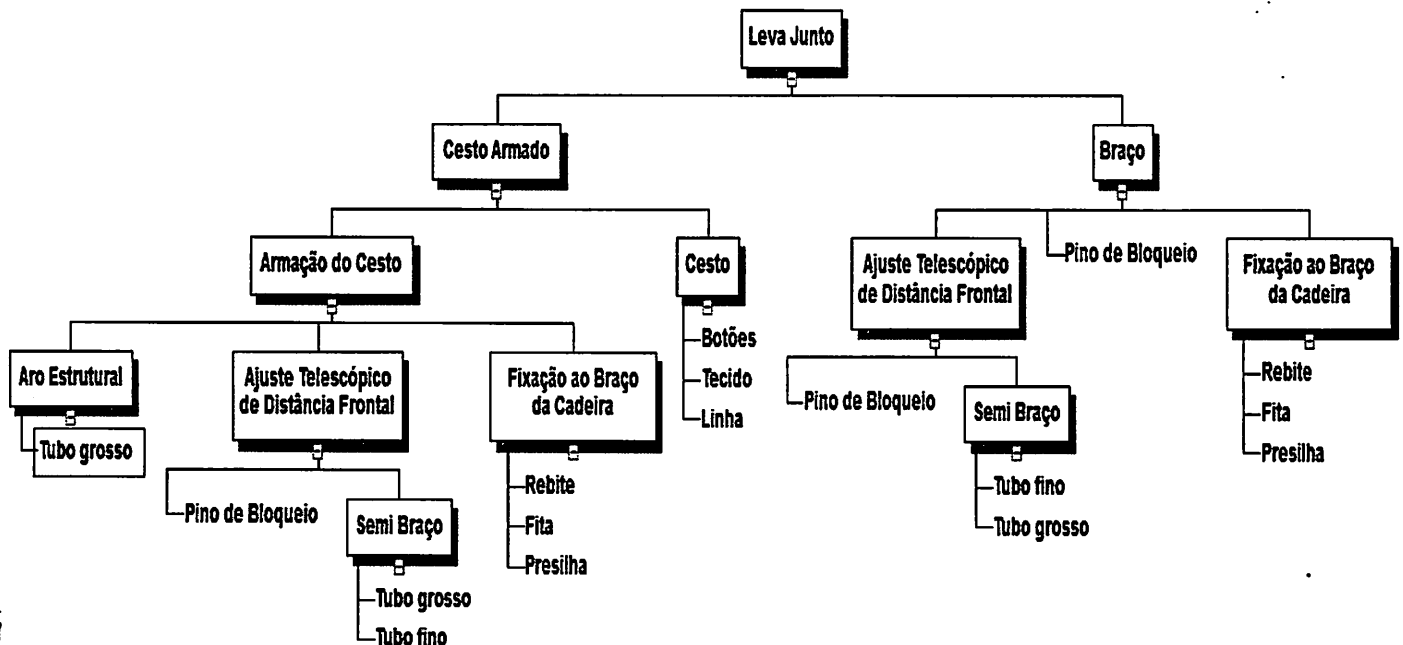 Leva Junto
Cesto Armado
Braço
Armação do Cesto
Cesto
Ajuste Telescópico
de Distância Frontal
Pino de Bloqueio
Fixação ao Braço
da Cadeira
Aro Estrutural
Ajuste Telescópico
de Distância Frontal
Fixação ao Braço
da Cadeira
Botões
Tecido
Linha
Pino de Bloqueio
Semi Braço
Rebite
Fita
Presilha
Tubo grosso
Pino de Bloqueio
Semi Braço
Rebite
Fita
Presilha
Tubo fino
Tubo grosso
Tubo grosso
Tubo fino